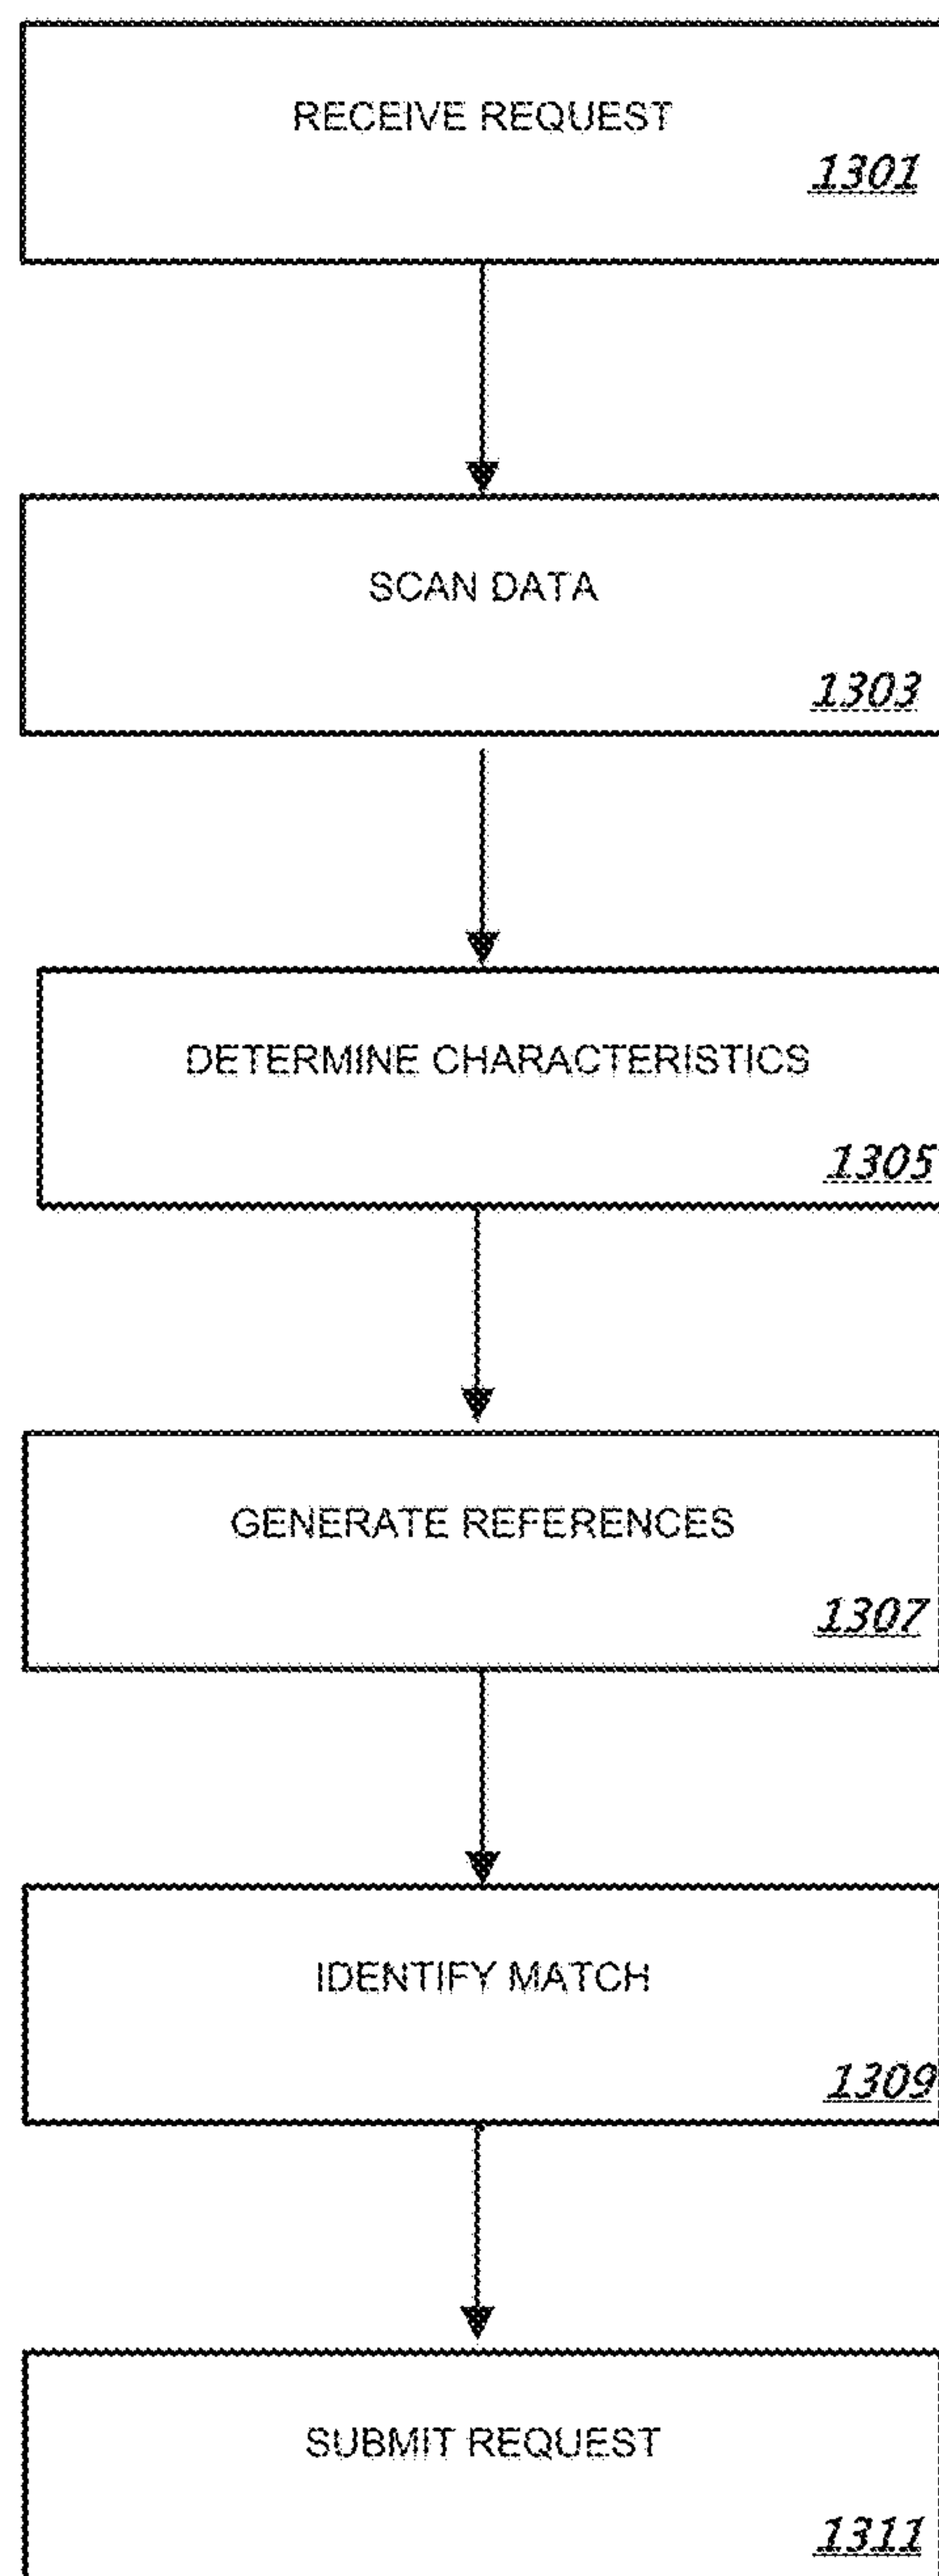 RECEIVE REQUEST
1301
SCAN DATA
1303
DETERMINE CHARACTERISTICS
1305
GENERATE REFERENCES
1307
IDENTIFY MATCH
1309
SUBMIT REQUEST
1311